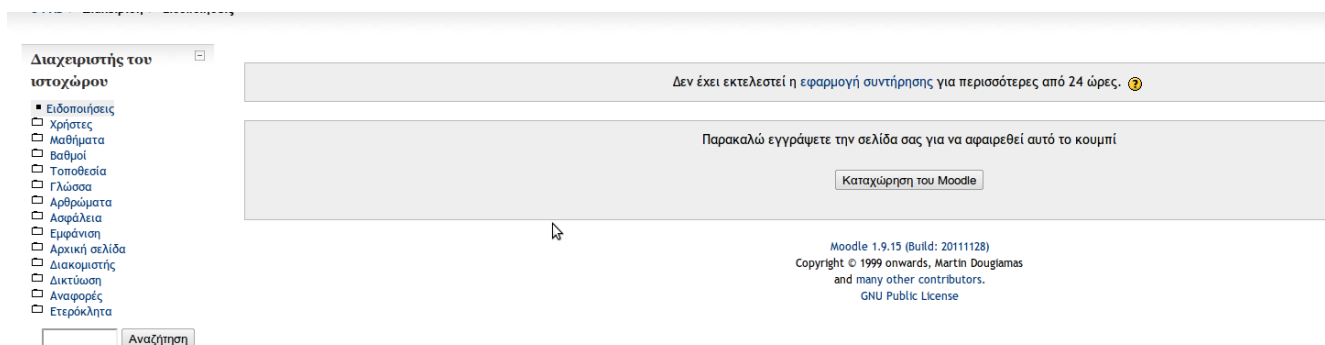 Διαχειριστής του
ιστοχώρου
Ειδοποιήσεις
Χρήστες
Μαθήματα
Βαθμοί
Τοποθεσία
Γλώσσα
Αρθρώματα
Ασφάλεια
Εμφάνιση
Αρχική σελίδα
Διακομιστής
Δικτύωση
Αναφορές
Ετερόκλητα
Αναζήτηση
Δεν έχει εκτελεστεί η εφαρμογή συντήρησης για περισσότερες από 24 ώρες.
Παρακαλώ εγγράψετε την σελίδα σας για να αφαιρεθεί αυτό το κουμπί
Καταχώρηση του Moodle
Moodle 1.9.15 (Build: 20111128)
Copyright © 1999 onwards, Martin Dougiamas
and many other contributors.
GNU Public License